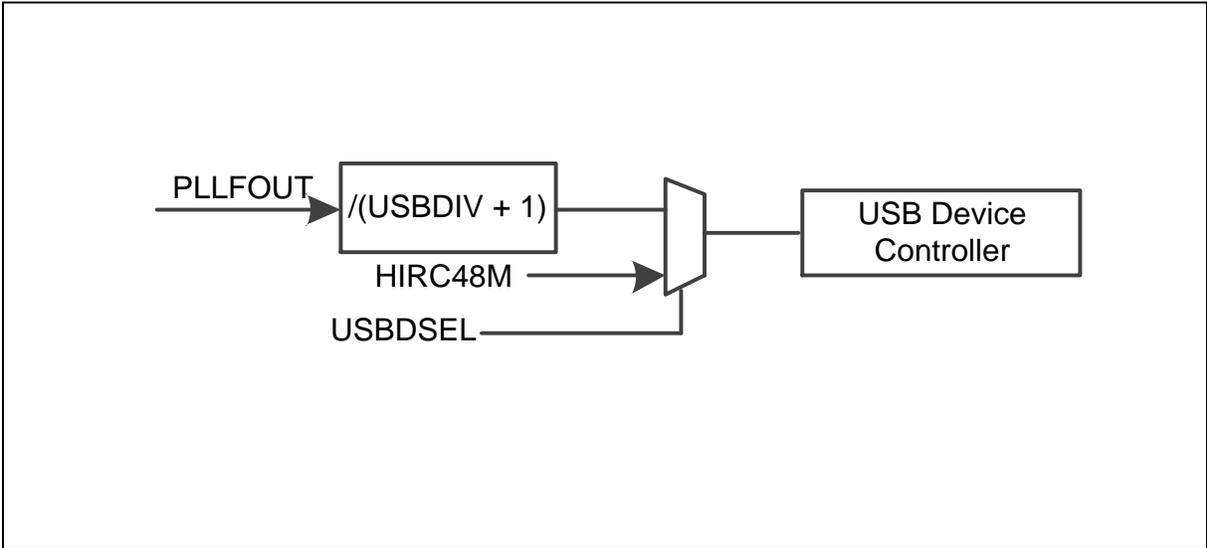 PLLFOUT
/(USBDIV + 1)
USB Device
Controller
HIRC48M
USBDSEL